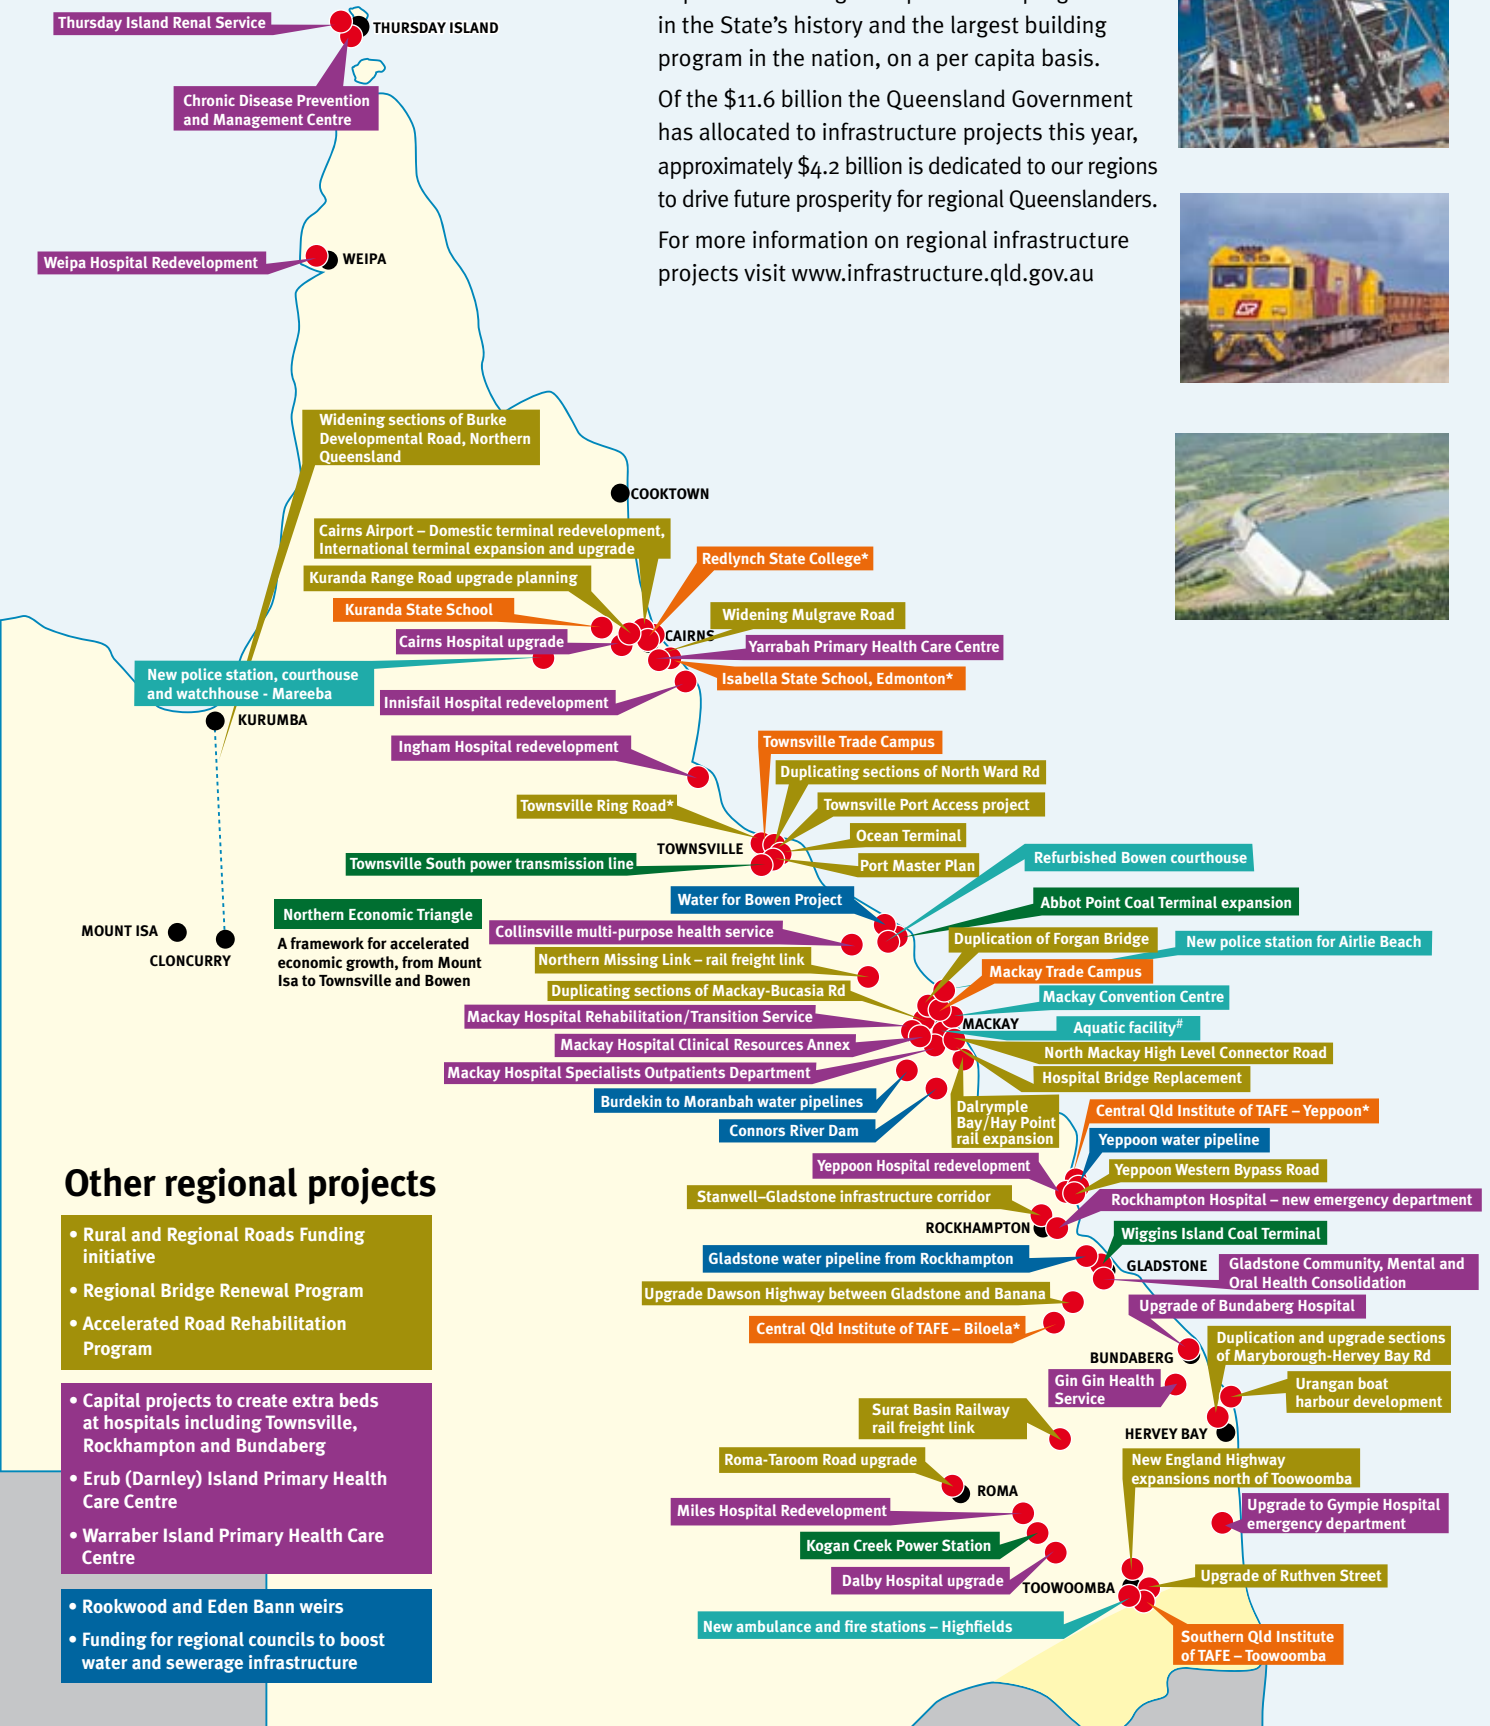 Thursday Island Renal Service
THURSDAY ISLAND
Chronic Disease Prevention
and Management Centre
in the State's history and the largest building
program in the nation, on a per capita basis.
Of the $11.6 billion the Queensland Government
has allocated to infrastructure projects this year,
approximately $4.2 billion is dedicated to our regions
to drive future prosperity for regional Queenslanders.
For more information on regional infrastructure
projects visit www.infrastructure.qld.gov.au
Weipa Hospital Redevelopment
WEIPA
Widening sections of Burke
Developmental Road, Northern
Queensland
COOKTOWN
Cairns Airport – Domestic terminal redevelopment,
International terminal expansion and upgrade
Redlynch State College*
Kuranda Range Road upgrade planning
Kuranda State School
Widening Mulgrave Road
CAIRNS
Cairns Hospital upgrade
Yarrabah Primary Health Care Centre
New police station, courthouse
and watchhouse - Mareeba
Isabella State School, Edmonton*
Innisfail Hospital redevelopment
KURUMBA
Ingham Hospital redevelopment
Townsville Trade Campus
Duplicating sections of North Ward Rd
Townsville Ring Road*
Townsville Port Access project
Ocean Terminal
TOWNSVILLE
Townsville South power transmission line
Port Master Plan
Refurbished Bowen courthouse
Water for Bowen Project
Abbot Point Coal Terminal expansion
Northern Economic Triangle
A framework for accelerated
economic growth, from Mount
Isa to Townsville and Bowen
MOUNT ISA
CLONCURRY
Collinsville multi-purpose health service
Duplication of Forgan Bridge
New police station for Airlie Beach
Northern Missing Link – rail freight link
Mackay Trade Campus
Duplicating sections of Mackay-Bucasia Rd
Mackay Convention Centre
Mackay Hospital Rehabilitation/Transition Service
MACKAY
Aquatic facility#
Mackay Hospital Clinical Resources Annex
North Mackay High Level Connector Road
Mackay Hospital Specialists Outpatients Department
Hospital Bridge Replacement
Burdekin to Moranbah water pipelines
Dalrymple
Bay/Hay Point
rail expansion
Central Qld Institute of TAFE – Yeppoon*
Connors River Dam
Yeppoon water pipeline
Yeppoon Hospital redevelopment
Yeppoon Western Bypass Road
Stanwell–Gladstone infrastructure corridor
Rockhampton Hospital – new emergency department
ROCKHAMPTON
Wiggins Island Coal Terminal
Gladstone water pipeline from Rockhampton
GLADSTONE
Gladstone Community, Mental and
Oral Health Consolidation
Upgrade Dawson Highway between Gladstone and Banana
Upgrade of Bundaberg Hospital
Central Qld Institute of TAFE – Biloela*
Duplication and upgrade sections
of Maryborough-Hervey Bay Rd
BUNDABERG
Gin Gin Health
Service
Urangan boat
harbour development
Surat Basin Railway
rail freight link
HERVEY BAY
Roma-Taroom Road upgrade
New England Highway
expansions north of Toowoomba
ROMA
Miles Hospital Redevelopment
Upgrade to Gympie Hospital
emergency department
Kogan Creek Power Station
Dalby Hospital upgrade
TOOWOOMBA
Upgrade of Ruthven Street
New ambulance and fire stations – Highfields
Southern Qld Institute
of TAFE – Toowoomba
Other regional projects
• Rural and Regional Roads Funding
initiative
• Regional Bridge Renewal Program
• Accelerated Road Rehabilitation
Program
• Capital projects to create extra beds
at hospitals including Townsville,
Rockhampton and Bundaberg
• Erub (Darnley) Island Primary Health
Care Centre
• Warraber Island Primary Health Care
Centre
• Rookwood and Eden Bann weirs
• Funding for regional councils to boost
water and sewerage infrastructure